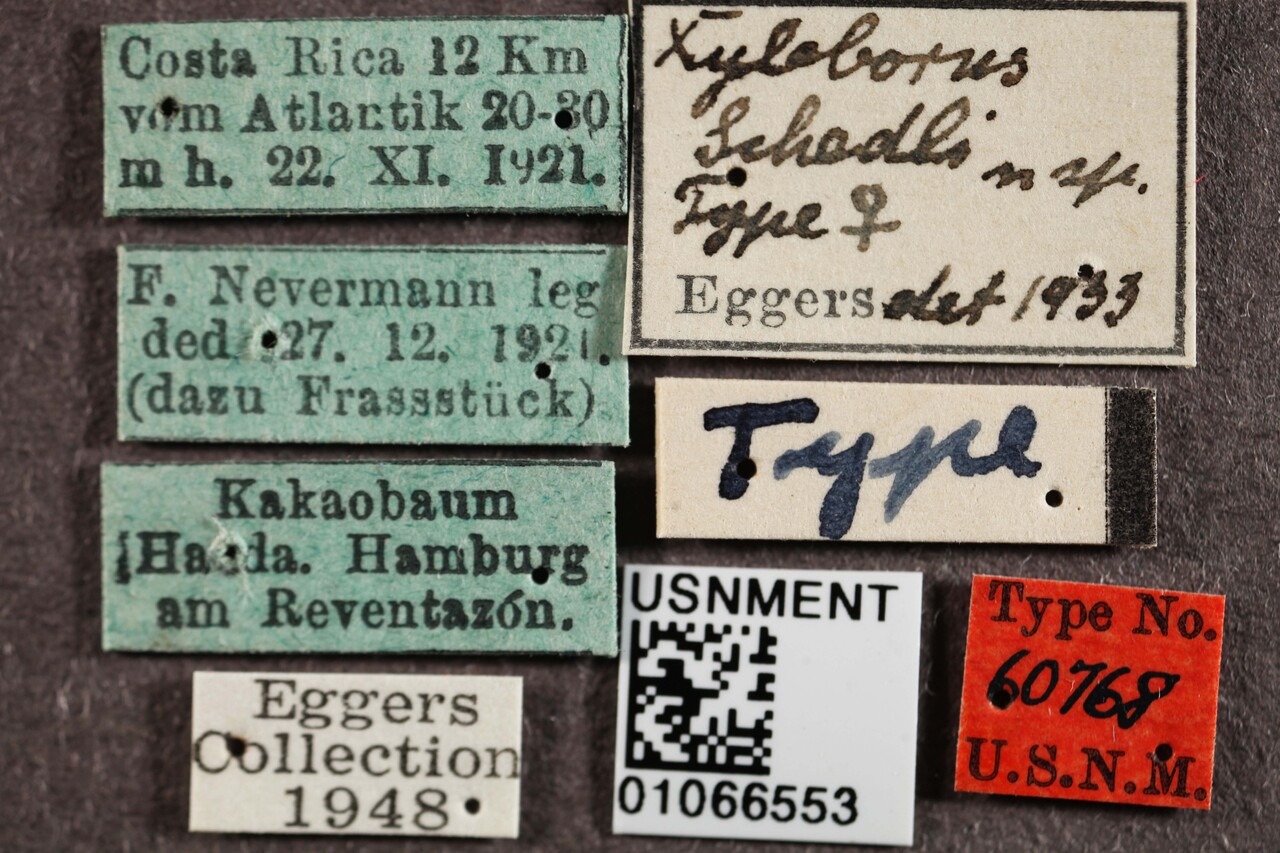 Costa Rica 12 Km
vom Atlantik 20-30
m h. 22. XI. 1921.
F. Nevermann leg
ded 27. 12. 1921.
(dazu Frassstück)
Kakaobaum
Hacda. Hamburg
am Reventazón.
Eggers
Collection
1948
Xyleborus
Schedli n sp.
Type ♀
Eggers det 1933
Type
USNMENT
01066553
Type No.
60768
U.S.N.M.